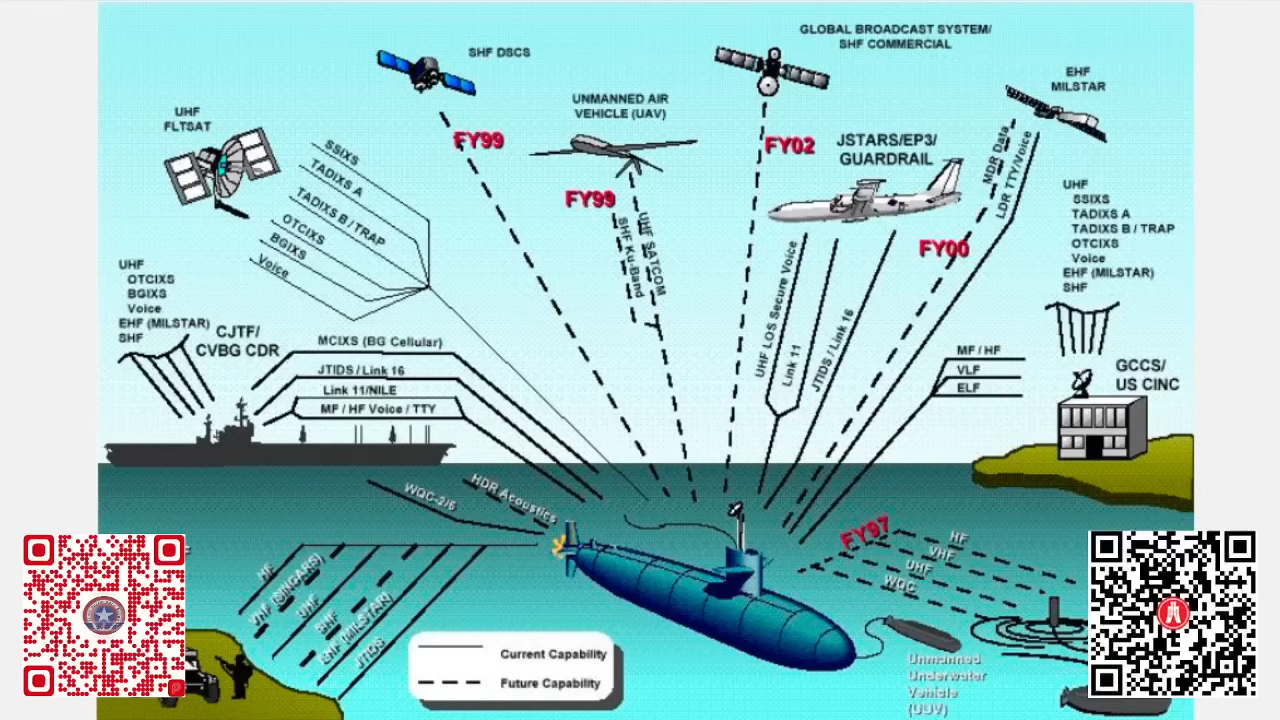 SHF DSCS
GLOBAL BROADCAST SYSTEM/
SHF COMMERCIAL
EHF
MILSTAR
UNMANNED AIR
VEHICLE (UAV)
UHF
FLTSAT
FY99
FY02
JSTARS/EP3/
GUARDRAIL
FY99
FY00
SSIXS
TADIXS A
TADIXS B / TRAP
OTCIXS
BGIXS
Voice
SHF Ku-Band
UHF SATCOM
UHF LOS Secure Voice
Link 11
JTIDS / Link 16
MDR Data
LDR TTY/Voice
UHF
SSIXS
TADIXS A
TADIXS B / TRAP
OTCIXS
Voice
EHF (MILSTAR)
SHF
UHF
OTCIXS
BGIXS
Voice
EHF (MILSTAR)
SHF
CJTF/
CVBG CDR
MCIXS (BG Cellular)
JTIDS / Link 16
Link 11/NILE
MF / HF Voice / TTY
MF / HF
VLF
ELF
GCCS/
US CINC
WQC-2/6
HDR Acoustics
FY97
HF
VHF
UHF
WQC
HF
VHF (SINGARS)
UHF
SHF
EHF (MILSTAR)
JTIDS
Current Capability
Future Capability
Unmanned
Underwater
Vehicle
(UUV)